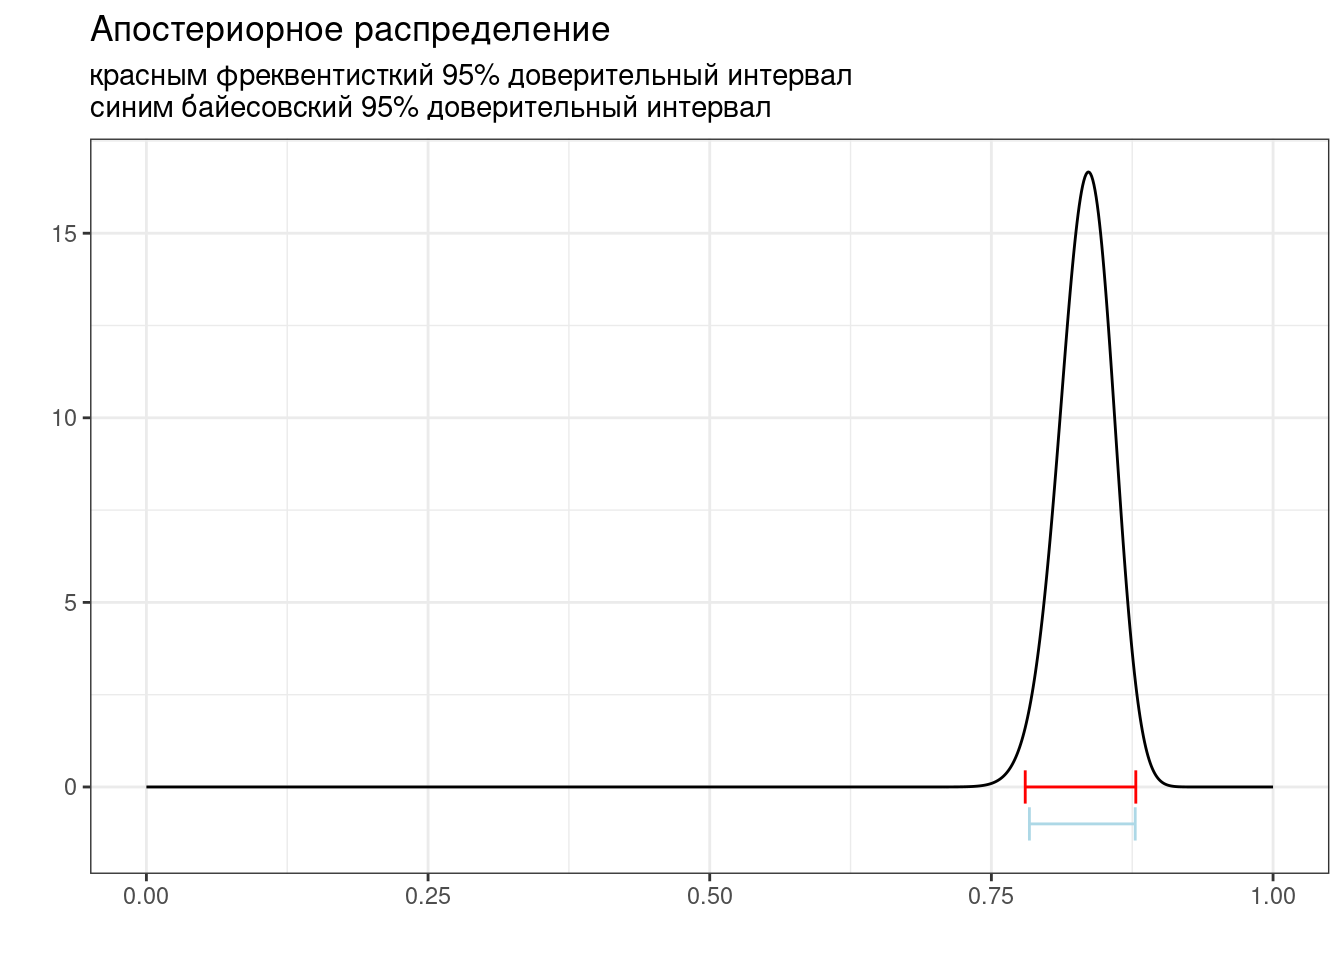 Апостериорное распределение
красным фреквентисткий 95% доверительный интервал
синим байесовский 95% доверительный интервал
15
10
5
0
0.00 0.25 0.50 0.75 1.00